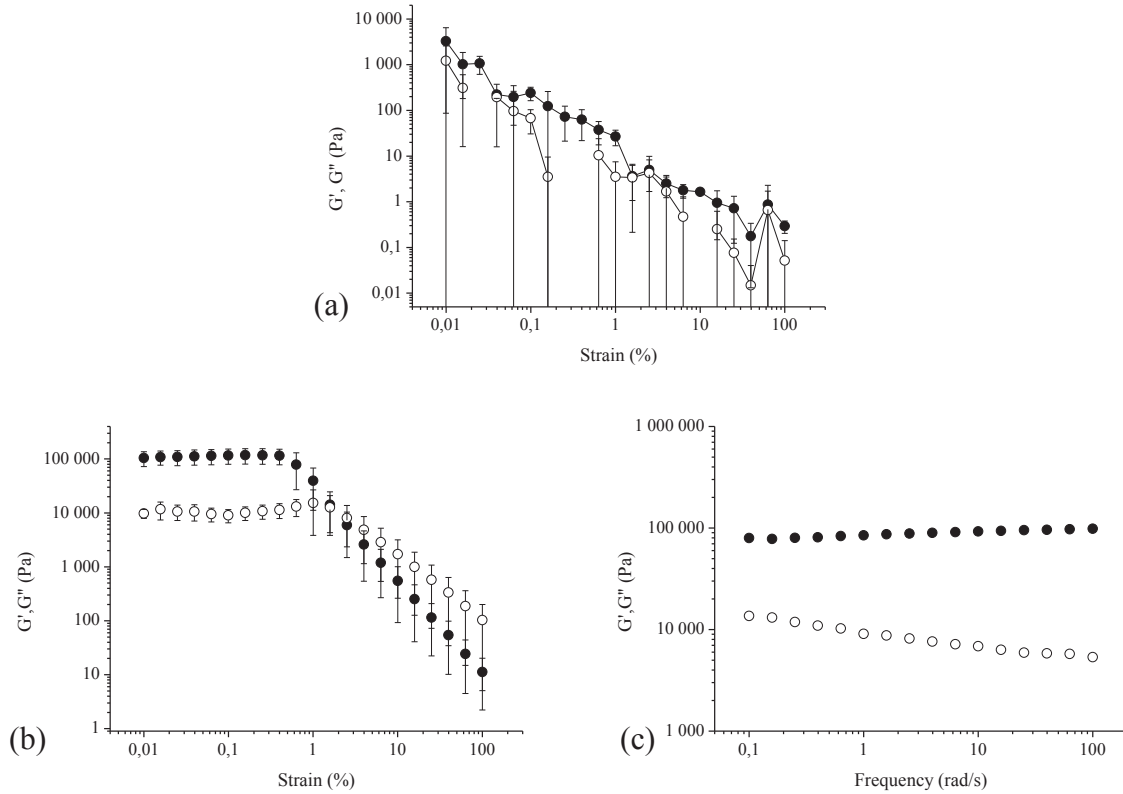 10 000
1 000
100
10
1
0,1
0,01
G', G'' (Pa)
0,01 0,1 1 10 100
Strain (%)
(a)
100 000
10 000
1 000
100
10
1
G',G'' (Pa)
0,01 0,1 1 10 100
Strain (%)
(b)
1 000 000
100 000
10 000
1 000
G',G'' (Pa)
0,1 1 10 100
Frequency (rad/s)
(c)